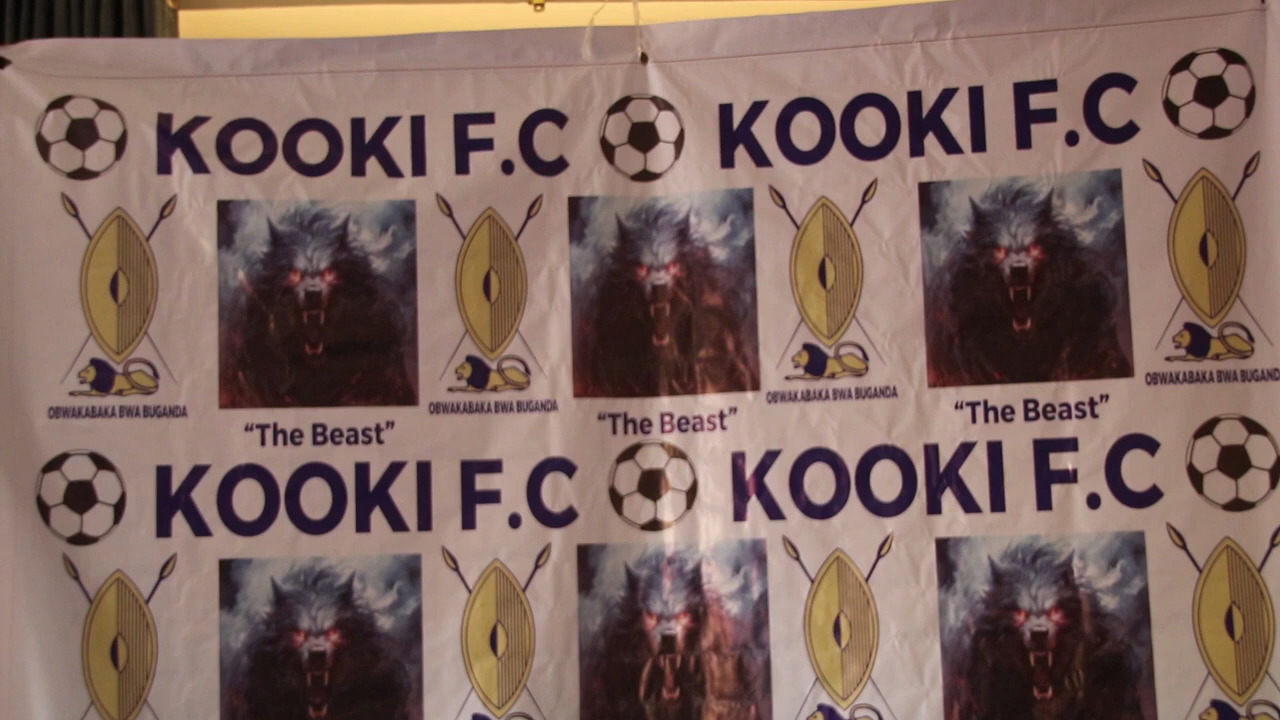 KOOKI F.C KOOKI F.C
OBWAKABAKA BWA BUGANDA OBWAKABAKA BWA BUGANDA OBWAKABAKA BWA BUGANDA OBWAKABAKA BWA BUGANDA
“The Beast” “The Beast” “The Beast”
KOOKI F.C KOOKI F.C